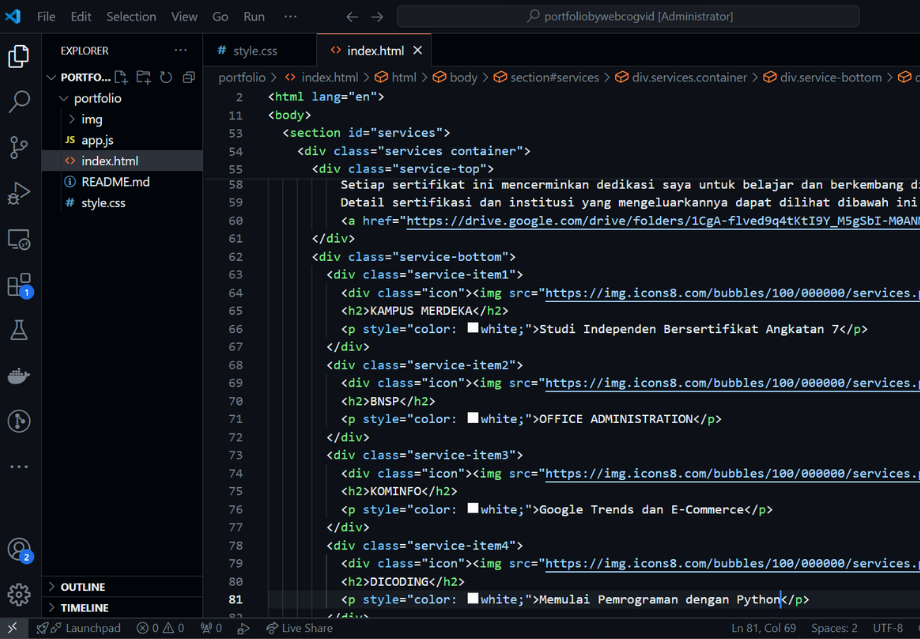 File Edit Selection View Go Run ···
portfoliobywebcogvid [Administrator]
EXPLORER ···
# style.css
<> index.html ×
PORTFO...
portfolio > <> index.html > html > body > section#services > div.services.container > div.service-bottom >
portfolio
img
JS app.js
<> index.html
README.md
# style.css
2 <html lang="en">
11 <body>
53 <section id="services">
54 <div class="services container">
55 <div class="service-top">
58 Setiap sertifikat ini mencerminkan dedikasi saya untuk belajar dan berkembang
59 Detail sertifikasi dan institusi yang mengeluarkannya dapat dilihat dibawah ini
60 <a href="https://drive.google.com/drive/folders/1CgA-flved9q4tKtI9Y_M5gSbI-M0AN
61 </div>
62 <div class="service-bottom">
63 <div class="service-item1">
64 <div class="icon"><img src="https://img.icons8.com/bubbles/100/000000/services.
65 <h2>KAMPUS MERDEKA</h2>
66 <p style="color: white;">Studi Independen Bersertifikat Angkatan 7</p>
67 </div>
68 <div class="service-item2">
69 <div class="icon"><img src="https://img.icons8.com/bubbles/100/000000/services.
70 <h2>BNSP</h2>
71 <p style="color: white;">OFFICE ADMINISTRATION</p>
72 </div>
73 <div class="service-item3">
74 <div class="icon"><img src="https://img.icons8.com/bubbles/100/000000/services.
75 <h2>KOMINFO</h2>
76 <p style="color: white;">Google Trends dan E-Commerce</p>
77 </div>
78 <div class="service-item4">
79 <div class="icon"><img src="https://img.icons8.com/bubbles/100/000000/services.
80 <h2>DICODING</h2>
81 <p style="color: white;">Memulai Pemrograman dengan Python</p>
1
2
OUTLINE
TIMELINE
Launchpad 0 0 0 Live Share
Ln 81, Col 69 Spaces: 2 UTF-8